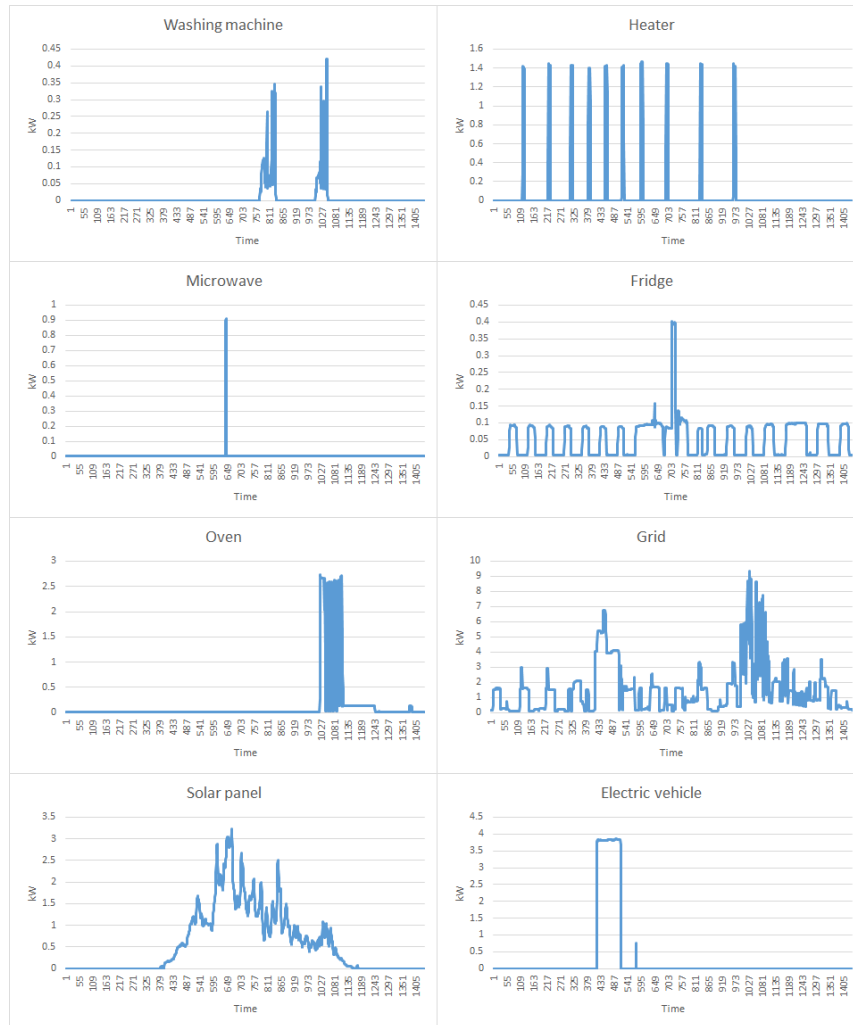 Washing machine
0.45
0.4
0.35
0.3
0.25
0.2
0.15
0.1
0.05
0
kW
1 55 109 163 217 271 325 379 433 487 541 595 649 703 757 811 865 919 973 1027 1081 1135 1189 1243 1297 1351 1405
Time
Heater
1.6
1.4
1.2
1
0.8
0.6
0.4
0.2
0
kW
1 55 109 163 217 271 325 379 433 487 541 595 649 703 757 811 865 919 973 1027 1081 1135 1189 1243 1297 1351 1405
Time
Microwave
1
0.9
0.8
0.7
0.6
0.5
0.4
0.3
0.2
0.1
0
kW
1 55 109 163 217 271 325 379 433 487 541 595 649 703 757 811 865 919 973 1027 1081 1135 1189 1243 1297 1351 1405
Time
Fridge
0.45
0.4
0.35
0.3
0.25
0.2
0.15
0.1
0.05
0
kW
1 55 109 163 217 271 325 379 433 487 541 595 649 703 757 811 865 919 973 1027 1081 1135 1189 1243 1297 1351 1405
Time
Oven
3
2.5
2
1.5
1
0.5
0
kW
1 55 109 163 217 271 325 379 433 487 541 595 649 703 757 811 865 919 973 1027 1081 1135 1189 1243 1297 1351 1405
Time
Grid
10
9
8
7
6
5
4
3
2
1
0
kW
1 55 109 163 217 271 325 379 433 487 541 595 649 703 757 811 865 919 973 1027 1081 1135 1189 1243 1297 1351 1405
Time
Solar panel
3.5
3
2.5
2
1.5
1
0.5
0
kW
1 55 109 163 217 271 325 379 433 487 541 595 649 703 757 811 865 919 973 1027 1081 1135 1189 1243 1297 1351 1405
Time
Electric vehicle
4.5
4
3.5
3
2.5
2
1.5
1
0.5
0
kW
1 55 109 163 217 271 325 379 433 487 541 595 649 703 757 811 865 919 973 1027 1081 1135 1189 1243 1297 1351 1405
Time